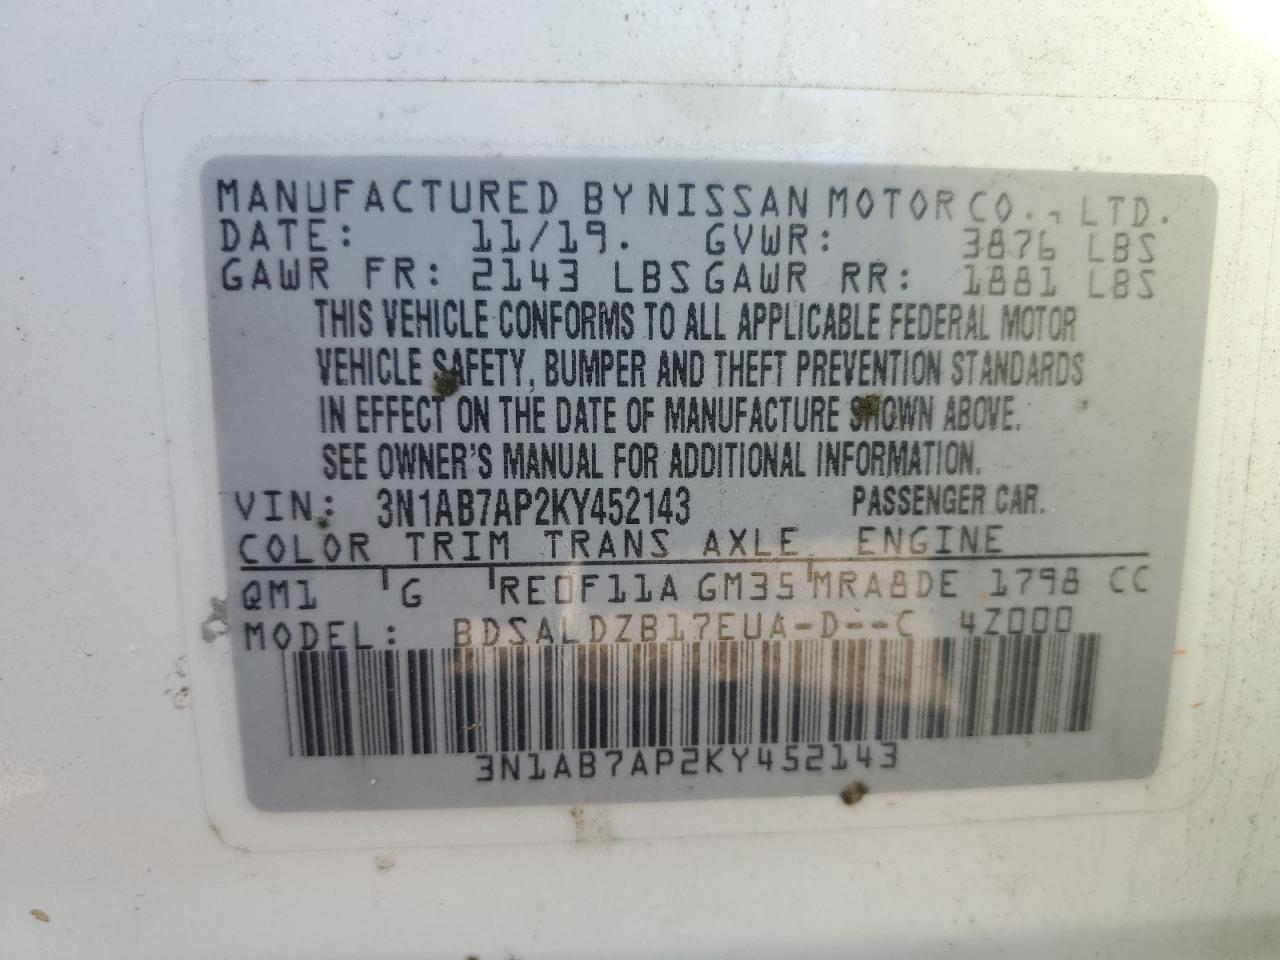 MANUFACTURED BY NISSAN MOTOR CO., LTD.
DATE: 11/19. GVWR: 3876 LBS
GAWR FR: 2143 LBS GAWR RR: 1881 LBS
THIS VEHICLE CONFORMS TO ALL APPLICABLE FEDERAL MOTOR
VEHICLE SAFETY, BUMPER AND THEFT PREVENTION STANDARDS
IN EFFECT ON THE DATE OF MANUFACTURE SHOWN ABOVE.
SEE OWNER'S MANUAL FOR ADDITIONAL INFORMATION.
VIN: 3N1AB7AP2KY452143 PASSENGER CAR.
COLOR TRIM TRANS AXLE ENGINE
QM1 G RE0F11A GM35 MRA8DE 1798 CC
MODEL: BDSALDZB17EUA-D--C 4Z000
3N1AB7AP2KY452143